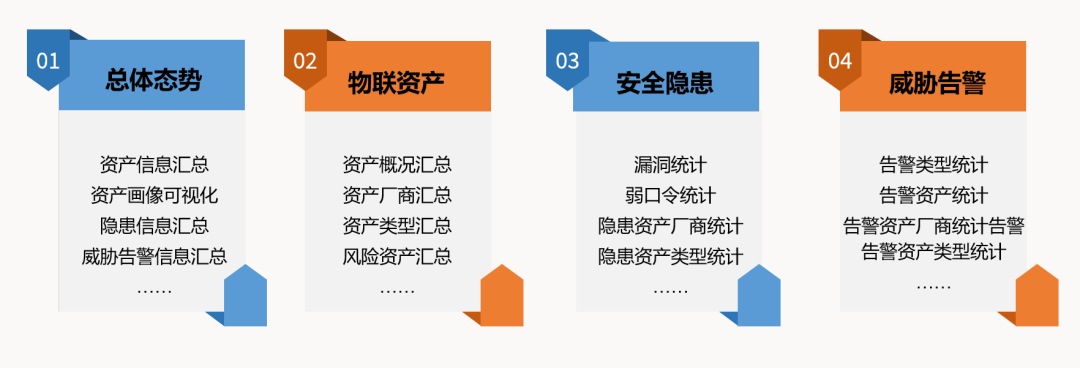 01
总体态势
资产信息汇总
资产画像可视化
隐患信息汇总
威胁告警信息汇总
……
02
物联资产
资产概况汇总
资产厂商汇总
资产类型汇总
风险资产汇总
……
03
安全隐患
漏洞统计
弱口令统计
隐患资产厂商统计
隐患资产类型统计
……
04
威胁告警
告警类型统计
告警资产统计
告警资产厂商统计告警
告警资产类型统计
……